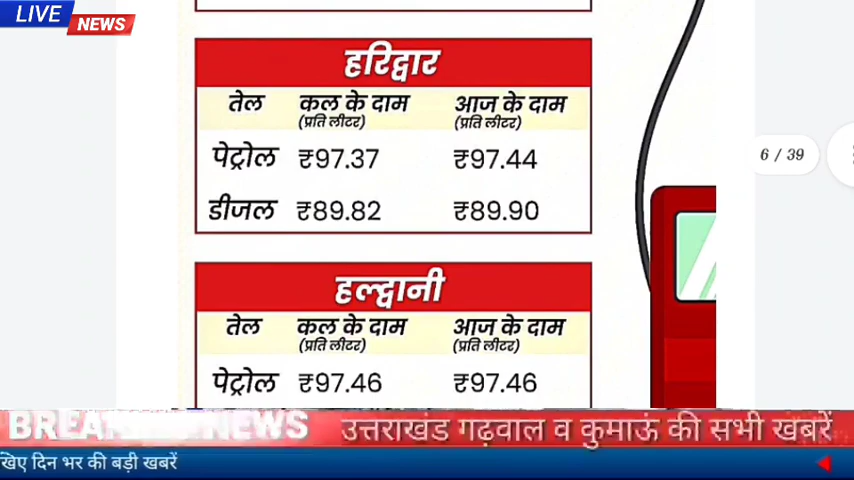 LIVE
NEWS
हरिद्वार
तेल कल के दाम आज के दाम
(प्रति लीटर) (प्रति लीटर)
पेट्रोल ₹97.37 ₹97.44
डीजल ₹89.82 ₹89.90
6 / 39
हल्द्वानी
तेल कल के दाम आज के दाम
(प्रति लीटर) (प्रति लीटर)
पेट्रोल ₹97.46 ₹97.46
NEWS
उत्तराखंड गढ़वाल व कुमाऊं की सभी खबरें
दिन भर की बड़ी खबरें